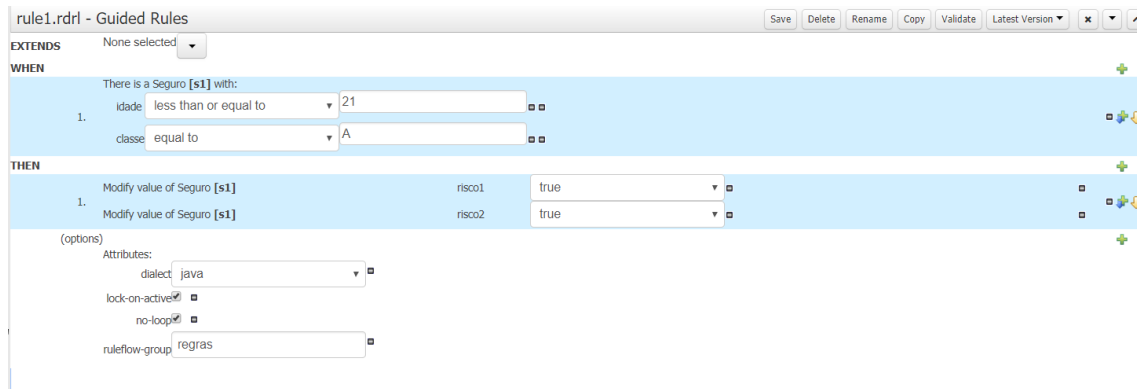 rule1.rdrl - Guided Rules Save Delete Rename Copy Validate Latest Version
EXTENDS None selected
WHEN
There is a Seguro [s1] with:
1.
idade less than or equal to 21
classe equal to A
THEN
1.
Modify value of Seguro [s1] risco1 true
Modify value of Seguro [s1] risco2 true
(options)
Attributes:
dialect java
lock-on-active
no-loop
ruleflow-group regras